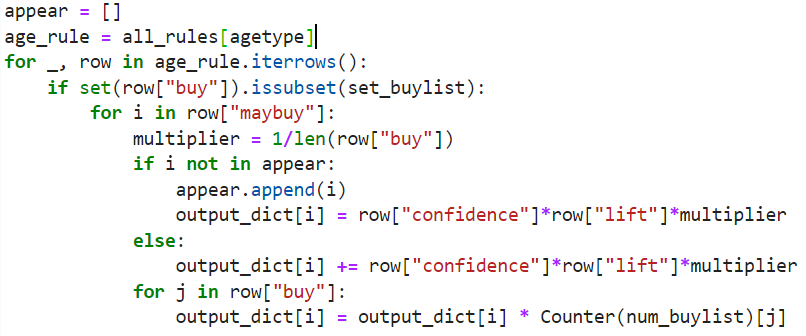 appear = []
age_rule = all_rules[agetype]
for _, row in age_rule.iterrows():
    if set(row["buy"]).issubset(set_buylist):
        for i in row["maybuy"]:
            multiplier = 1/len(row["buy"])
            if i not in appear:
                appear.append(i)
                output_dict[i] = row["confidence"]*row["lift"]*multiplier
            else:
                output_dict[i] += row["confidence"]*row["lift"]*multiplier
            for j in row["buy"]:
                output_dict[i] = output_dict[i] * Counter(num_buylist)[j]